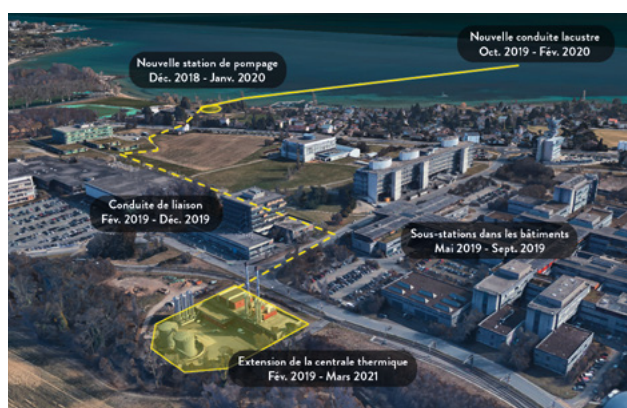 Nouvelle conduite lacustre
Oct. 2019 - Fév. 2020
Nouvelle station de pompage
Déc. 2018 - Janv. 2020
Conduite de liaison
Fév. 2019 - Déc. 2019
Sous-stations dans les bâtiments
Mai 2019 - Sept. 2019
Extension de la centrale thermique
Fév. 2019 - Mars 2021